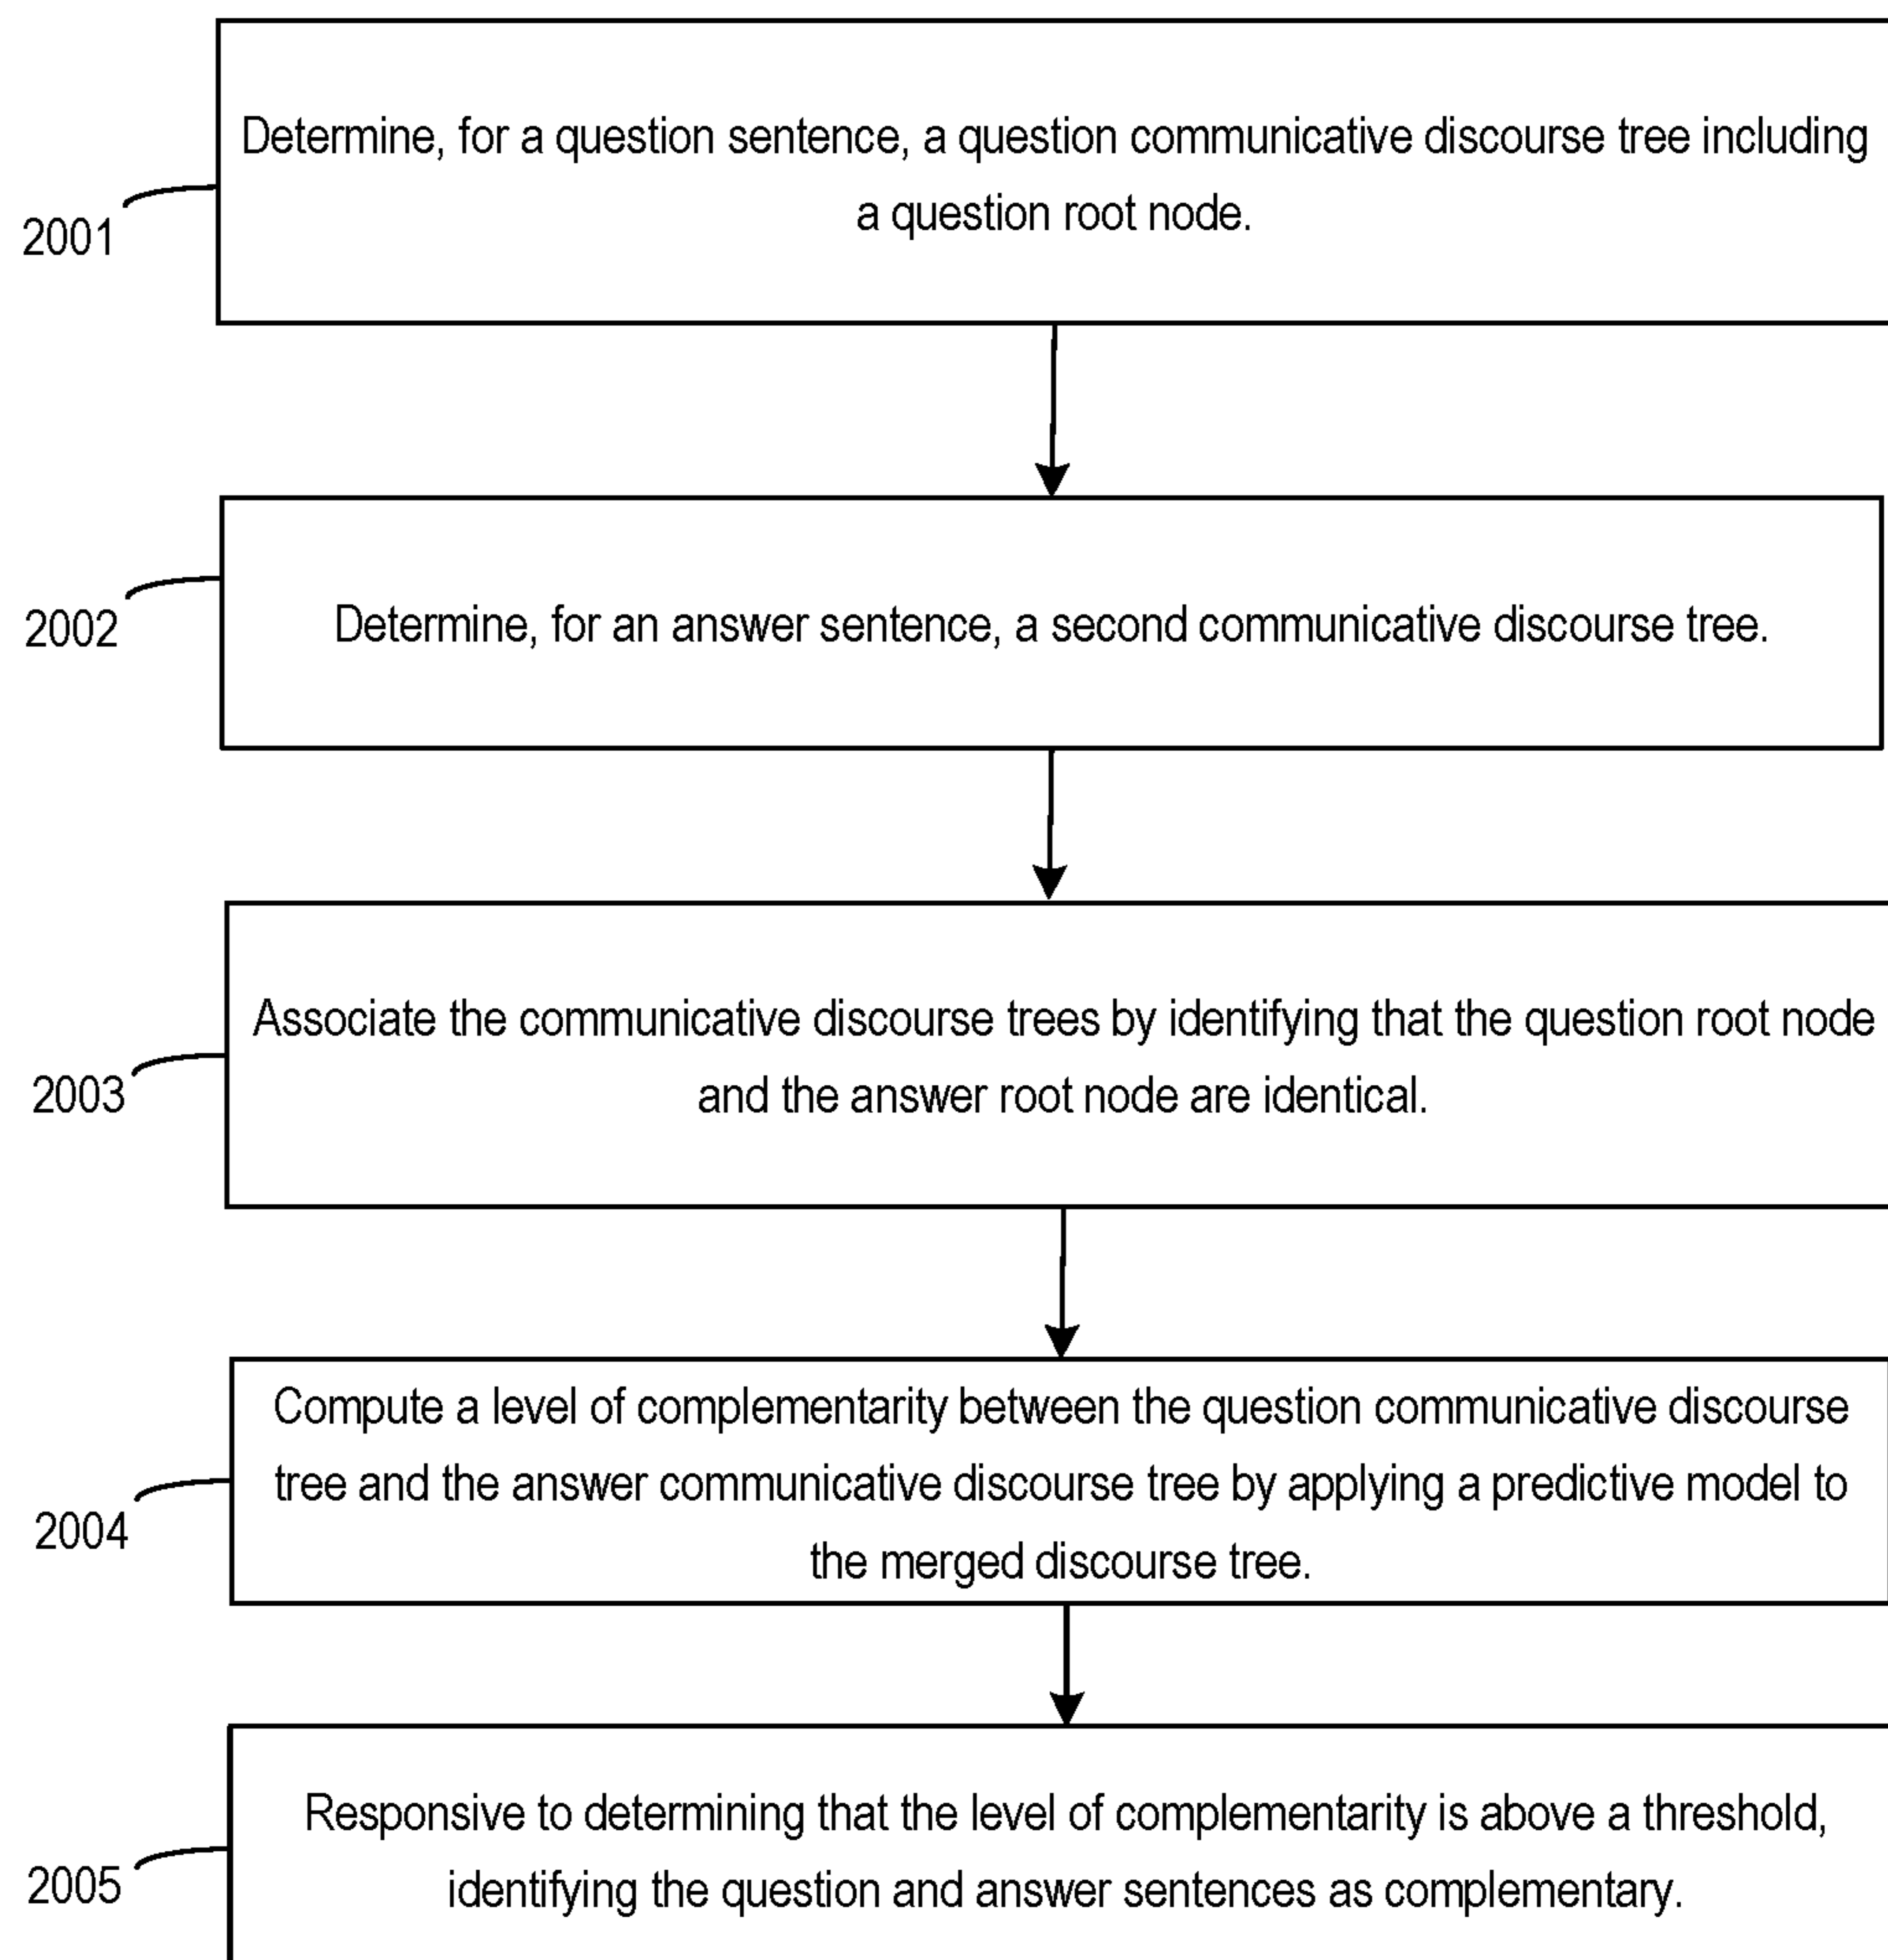 Determine, for a question sentence, a question communicative discourse tree including
a question root node.
2001
Determine, for an answer sentence, a second communicative discourse tree.
2002
Associate the communicative discourse trees by identifying that the question root node
and the answer root node are identical.
2003
Compute a level of complementarity between the question communicative discourse
tree and the answer communicative discourse tree by applying a predictive model to
the merged discourse tree.
2004
Responsive to determining that the level of complementarity is above a threshold,
identifying the question and answer sentences as complementary.
2005